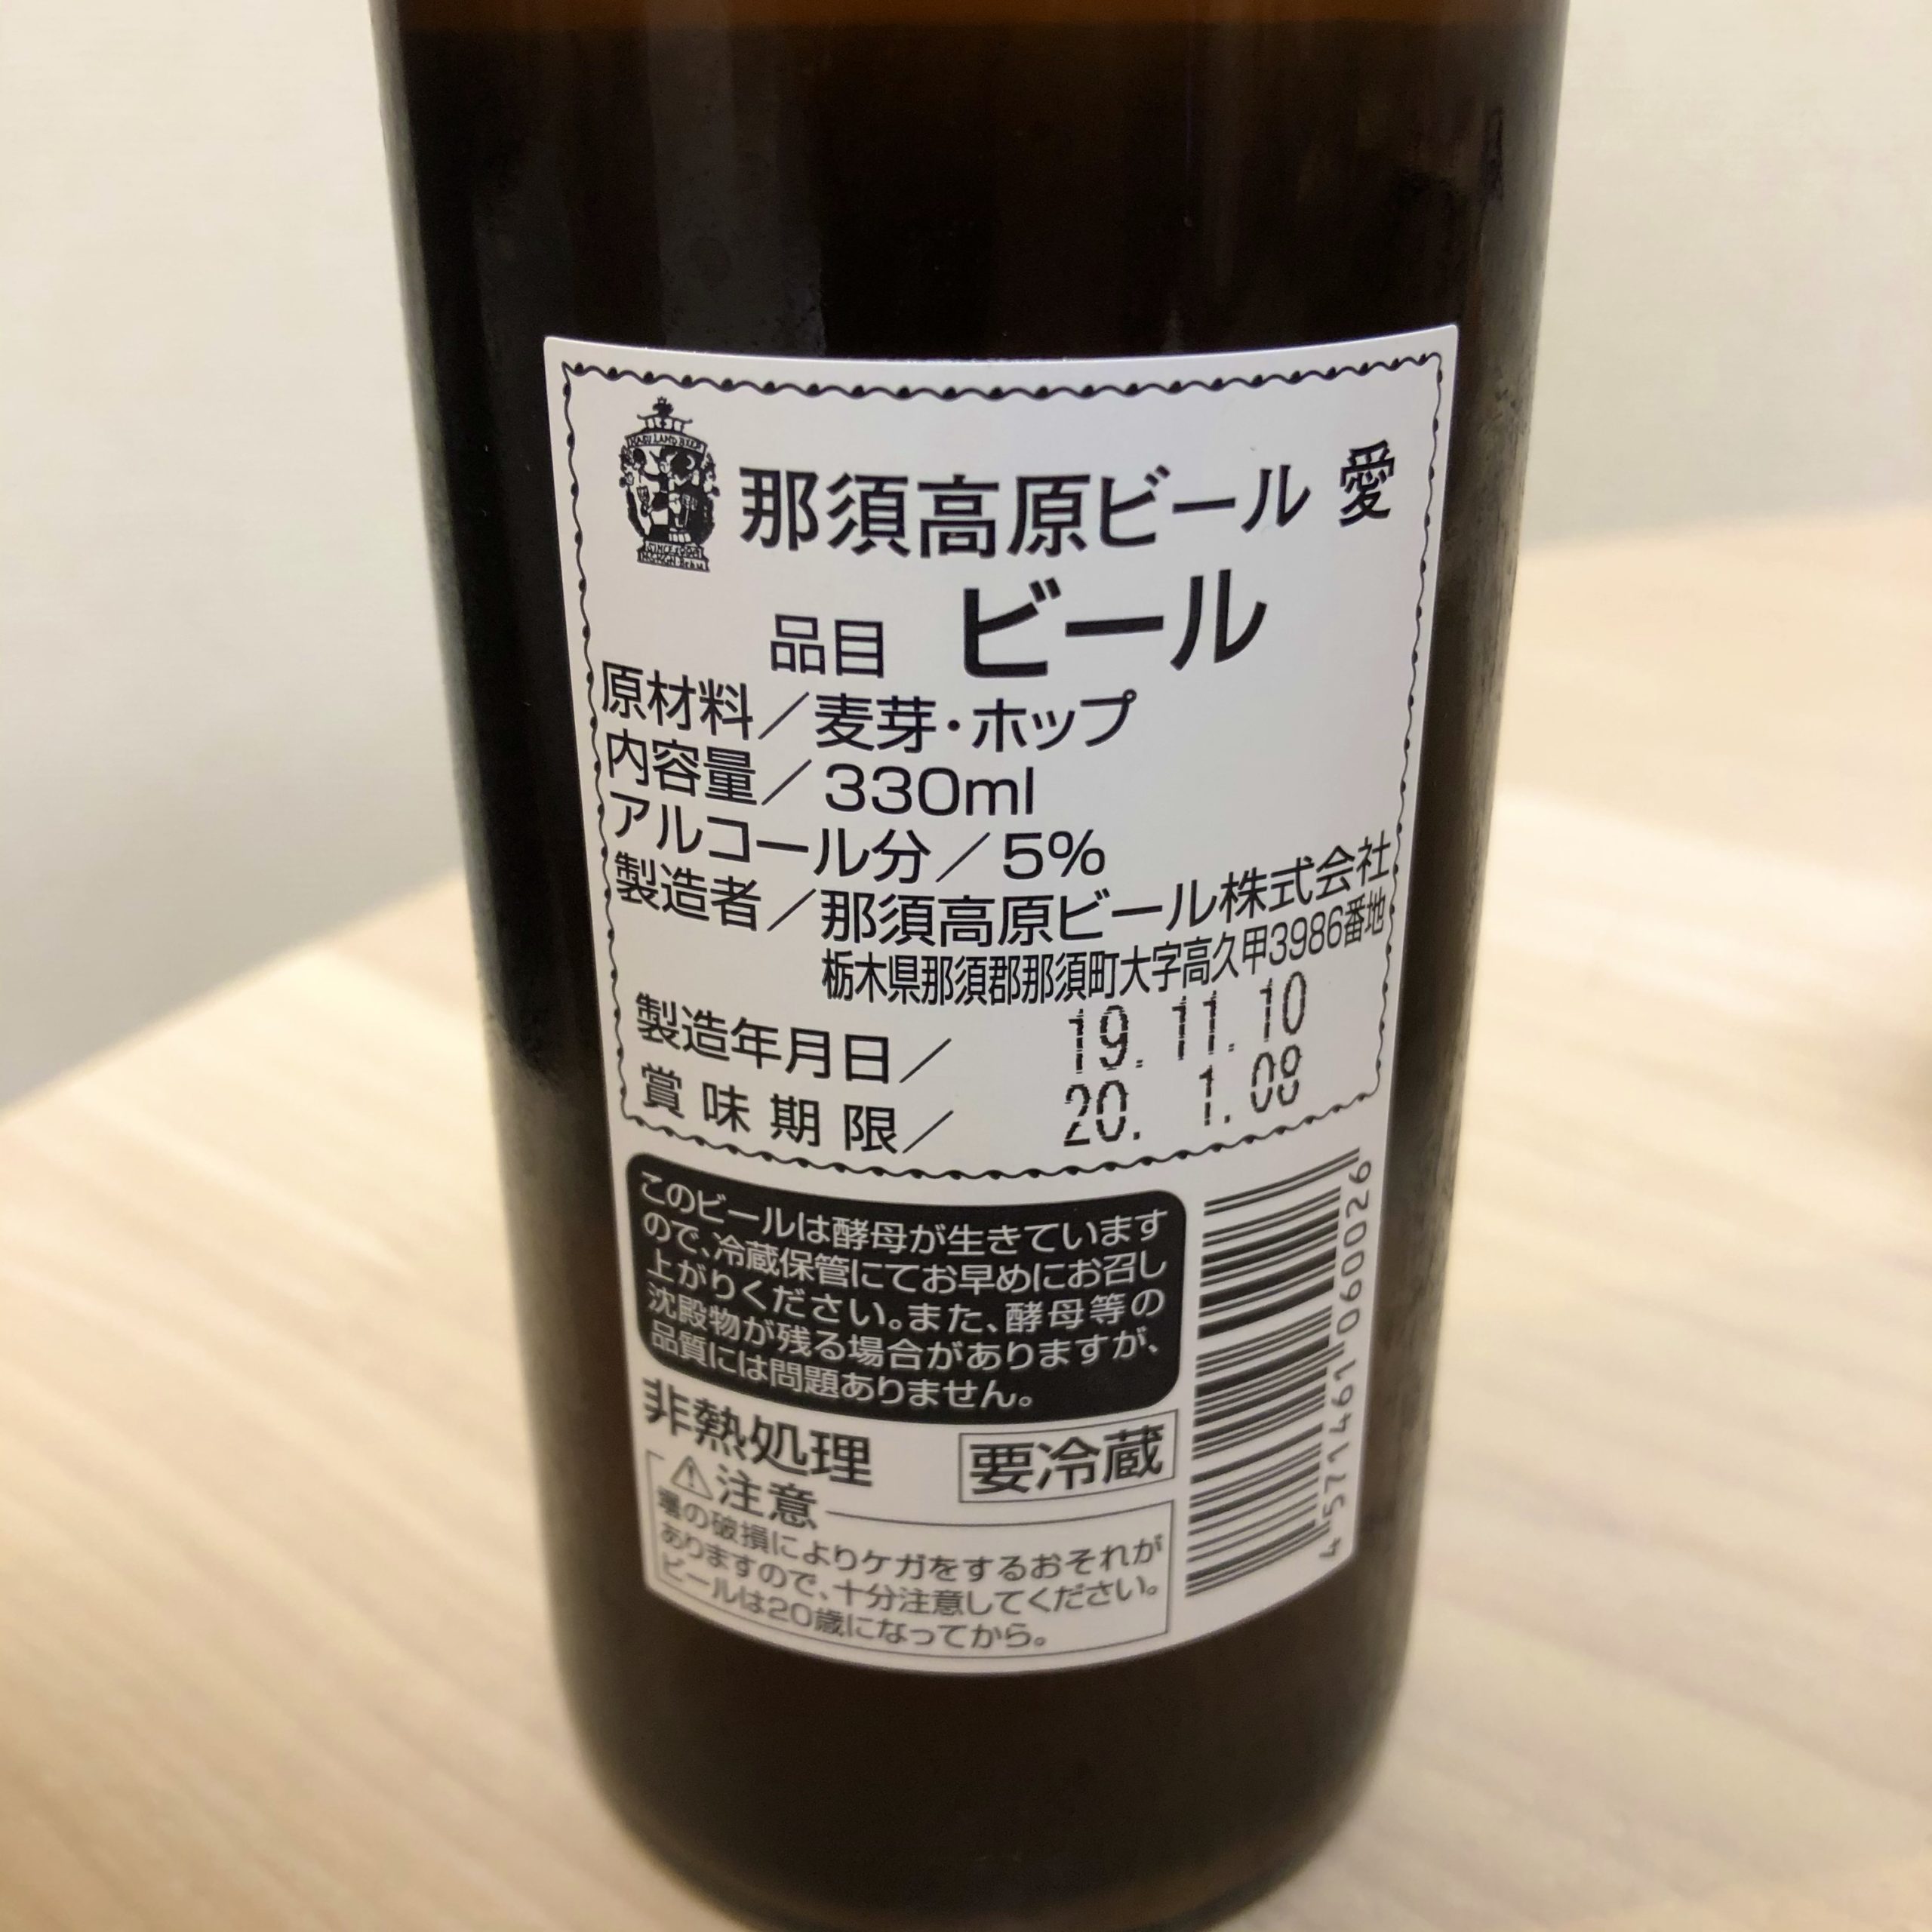 NASU LAND BEER
那須高原ビール 愛
品目 ビール
原材料／麦芽・ホップ
内容量／330ml
アルコール分／5%
製造者／那須高原ビール株式会社
栃木県那須郡那須町大字高久甲3986番地
製造年月日／ 19. 11. 10
賞味期限／ 20. 1. 08
このビールは酵母が生きています
ので、冷蔵保管にてお早めにお召し
上がりください。また、酵母等の
沈殿物が残る場合がありますが、
品質には問題ありません。
非熱処理 要冷蔵
注意
壜の破損によりケガをするおそれが
ありますので、十分注意してください。
ビールは20歳になってから。
4571461060026